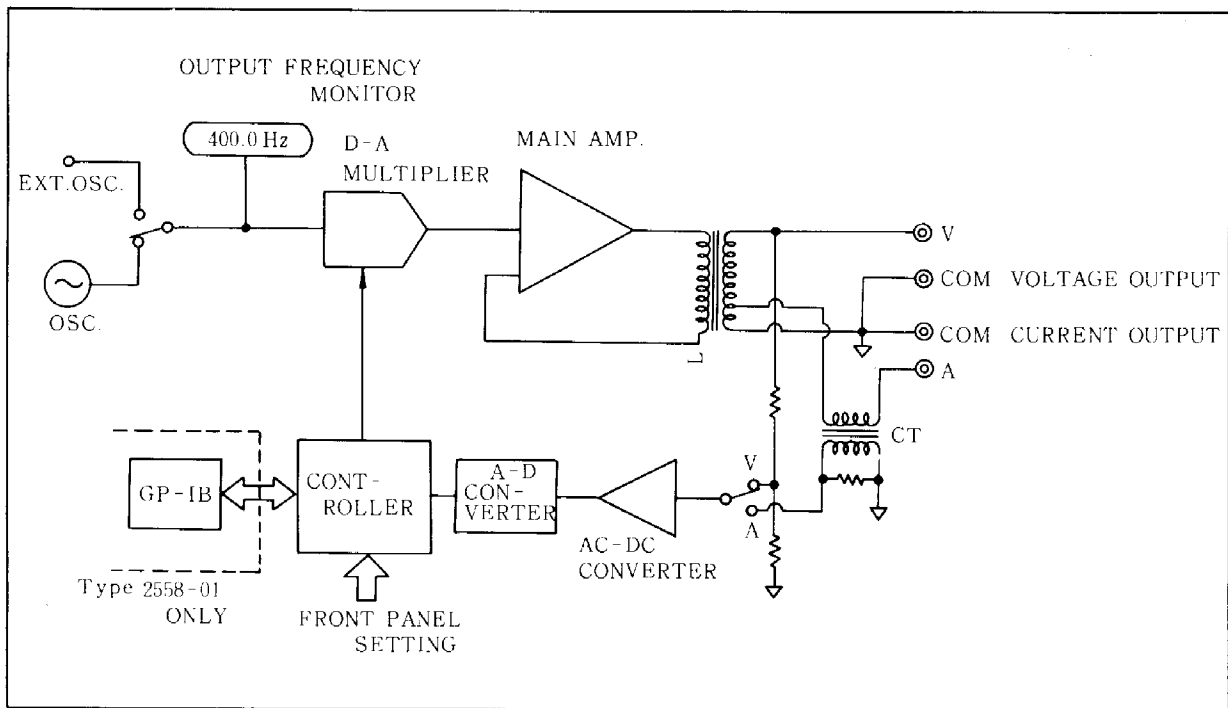 OUTPUT FREQUENCY
MONITOR
400.0 Hz
D-A
MULTIPLIER
MAIN AMP.
EXT.OSC.
OSC.
V
COM VOLTAGE OUTPUT
COM CURRENT OUTPUT
A
L
CT
V
A
GP-IB
CONT-
ROLLER
A-D
CON-
VERTER
AC-DC
CONVERTER
Type 2558-01
ONLY
FRONT PANEL
SETTING